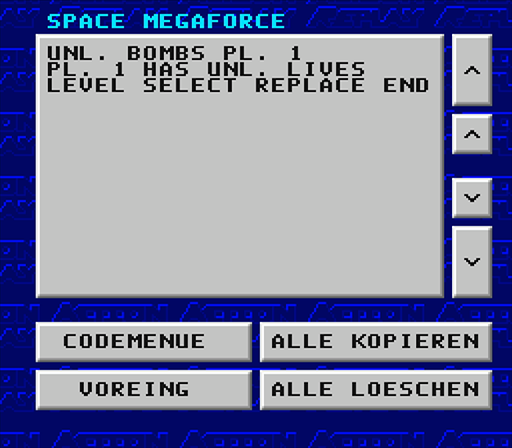 SPACE MEGAFORCE
UNL. BOMBS PL. 1
PL. 1 HAS UNL. LIVES
LEVEL SELECT REPLACE END
CODEMENUE
ALLE KOPIEREN
VOREING
ALLE LOESCHEN